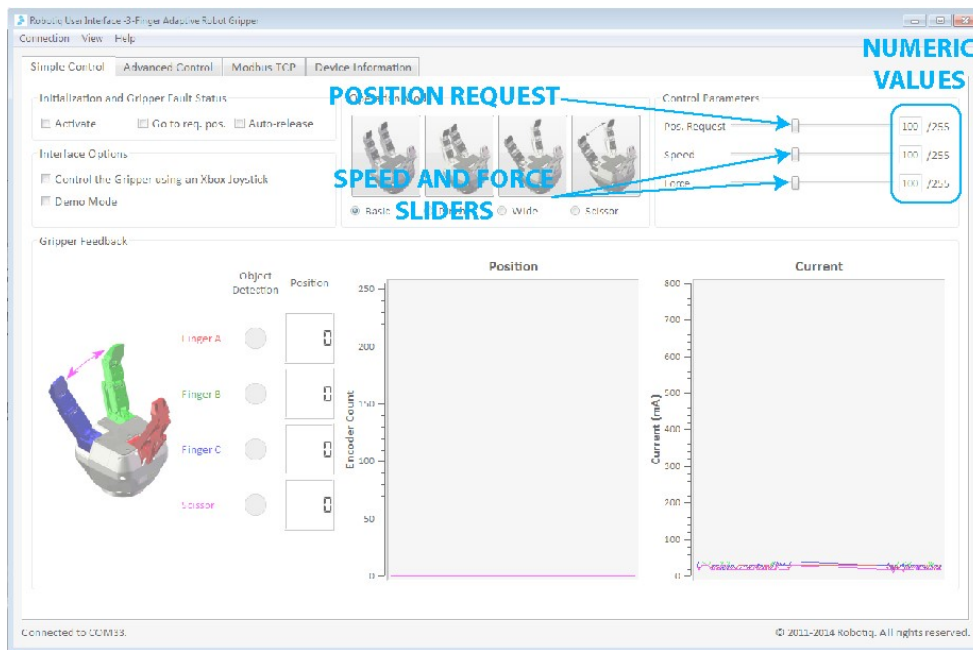 Robotiq User Interface -3-Finger Adaptive Robot Gripper
Connection View Help
NUMERIC
VALUES
Simple Control Advanced Control Modbus TCP Device Information
Initialization and Gripper Fault Status
Activate Go to req. pos. Auto-release
POSITION REQUEST
Control Parameters
Pos. Request 100 /255
Speed 100 /255
Force 100 /255
Interface Options
Control the Gripper using an Xbox Joystick
Demo Mode
SPEED AND FORCE
SLIDERS
Basic Wide Scissor
Gripper Feedback
Object
Detection
Position
Finger A 0
Finger B 0
Finger C 0
Scissor 0
Position
Encoder Count
250
200
150
100
50
0
Current
Current (mA)
800
700
600
500
400
300
200
100
0
Connected to COM33.
© 2011-2014 Robotiq. All rights reserved.